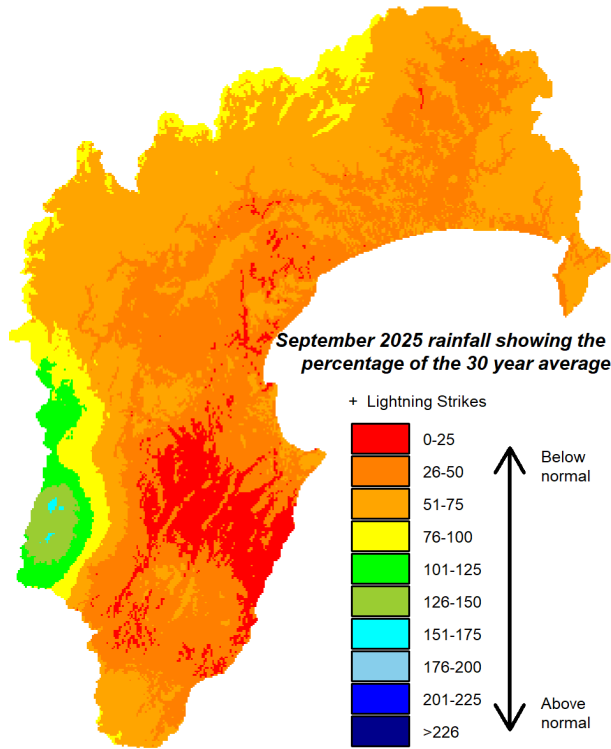 September 2025 rainfall showing the
percentage of the 30 year average
+ Lightning Strikes
0-25
26-50
51-75
76-100
101-125
126-150
151-175
176-200
201-225
>226
Below
normal
Above
normal